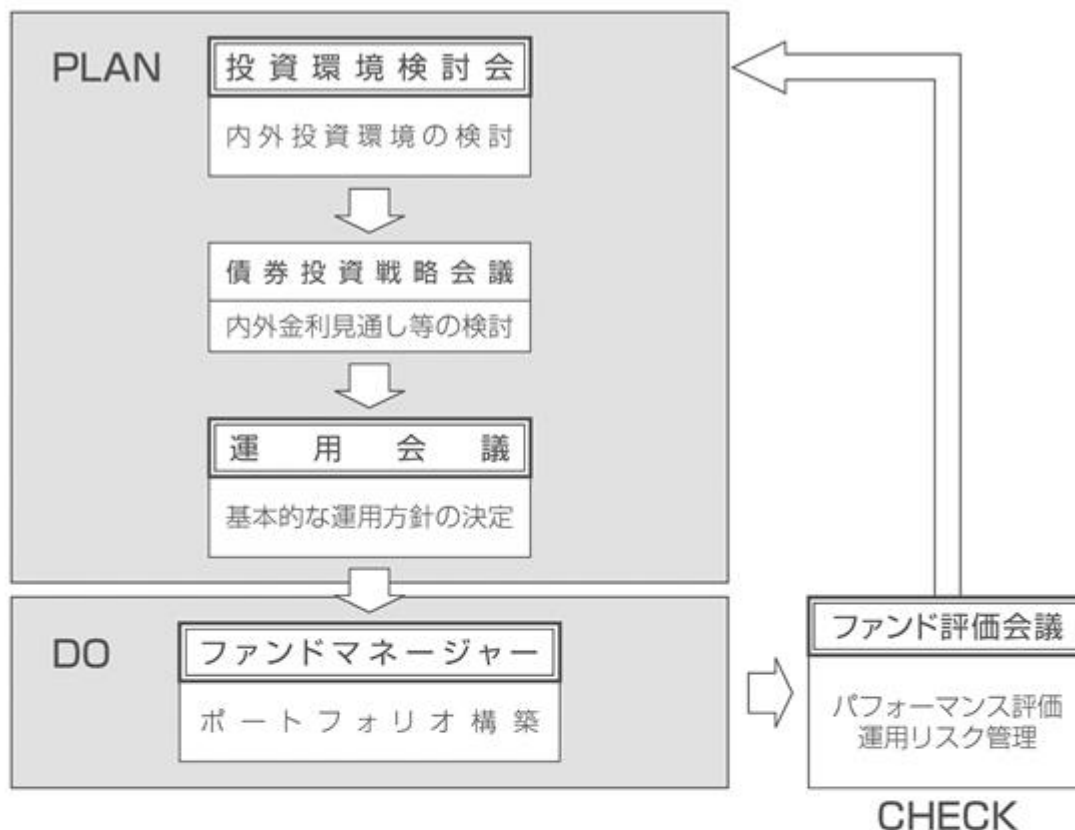 PLAN
投資環境検討会
内外投資環境の検討
債券投資戦略会議
内外金利見通し等の検討
運用会議
基本的な運用方針の決定
DO
ファンドマネージャー
ポートフォリオ構築
ファンド評価会議
パフォーマンス評価
運用リスク管理
CHECK